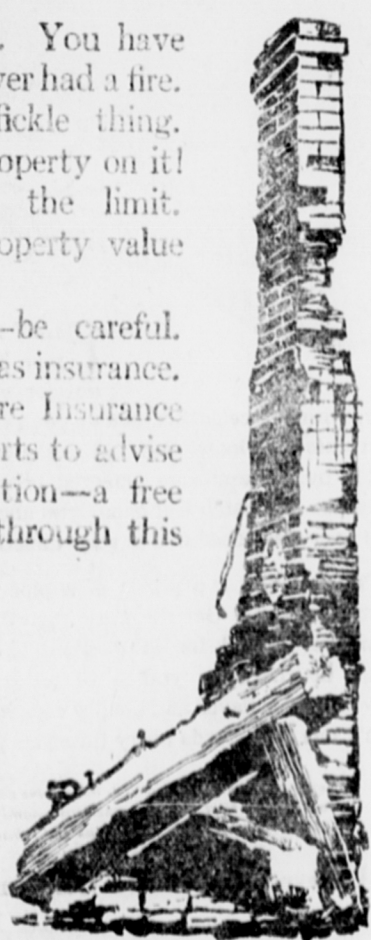 . You have
ver had a fire.
fickle thing.
operty on it!
the limit.
operty value
-be careful.
as insurance.
re Insurance
rts to advise
tion—a free
through this